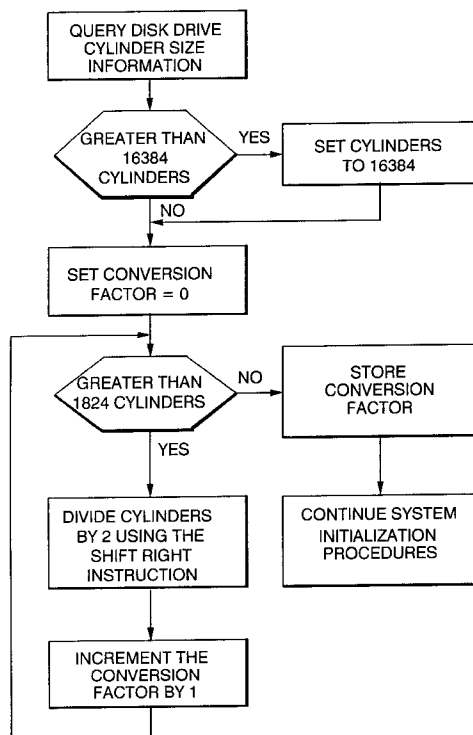 QUERY DISK DRIVE
CYLINDER SIZE
INFORMATION
GREATER THAN
16384
CYLINDERS
YES
SET CYLINDERS
TO 16384
NO
SET CONVERSION
FACTOR = 0
GREATER THAN
1824 CYLINDERS
NO
STORE
CONVERSION
FACTOR
YES
DIVIDE CYLINDERS
BY 2 USING THE
SHIFT RIGHT
INSTRUCTION
CONTINUE SYSTEM
INITIALIZATION
PROCEDURES
INCREMENT THE
CONVERSION
FACTOR BY 1